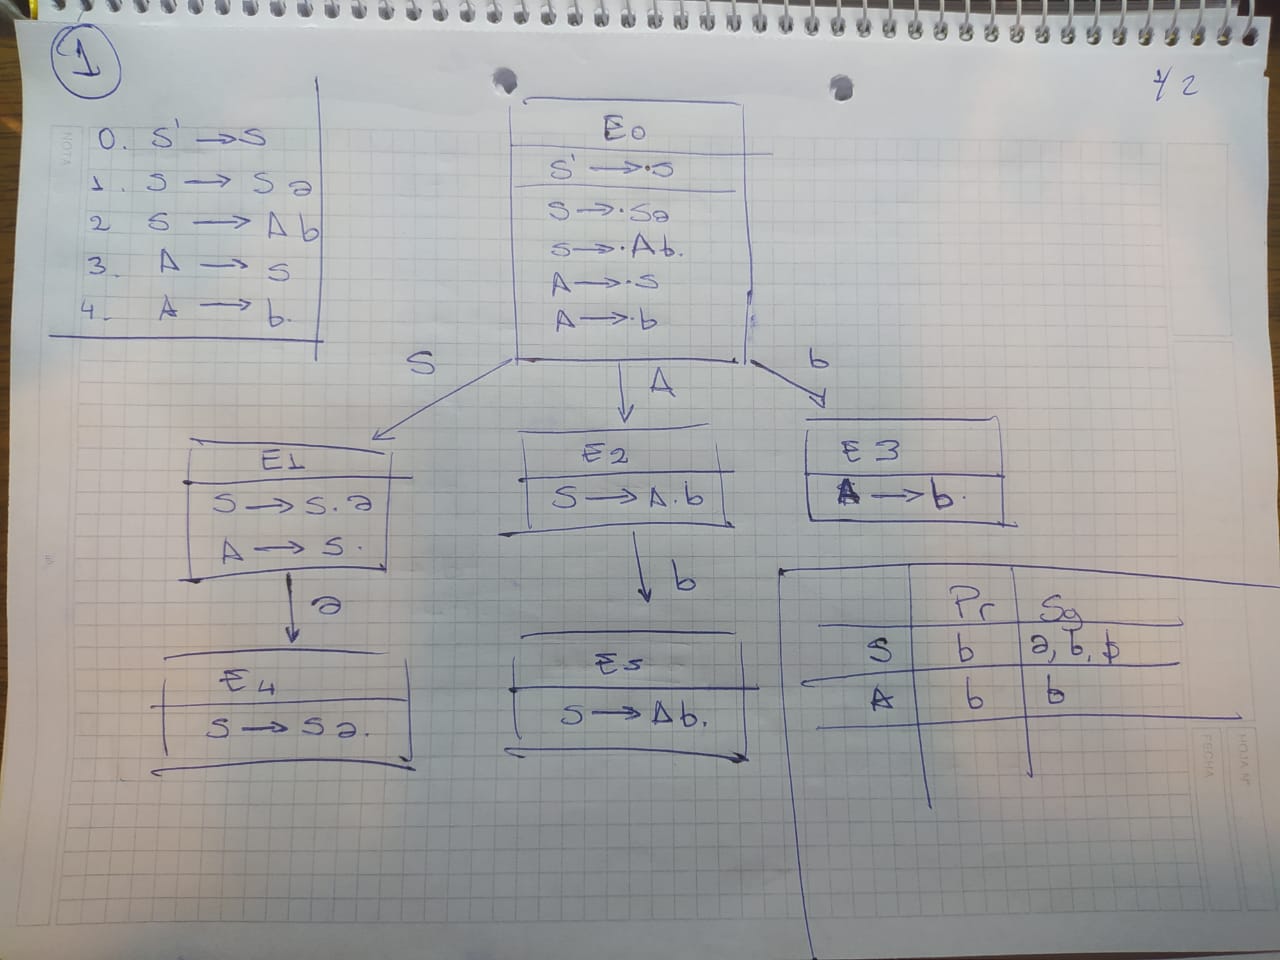 1
1/2
0. S' → S
1. S → S a
2 S → A b
3. A → S
4. A → b.
E0
S' → ·S
S → ·Sa
S → ·Ab.
A → ·S
A → ·b
S
A
b
E1
S → S.a
A → S.
E2
S → A.b
E3
A → b.
a
b
E4
S → Sa.
E5
S → Ab.
Pr Sg
S b a, b, $
A b b
NOTA
HOJA Nº
FECHA